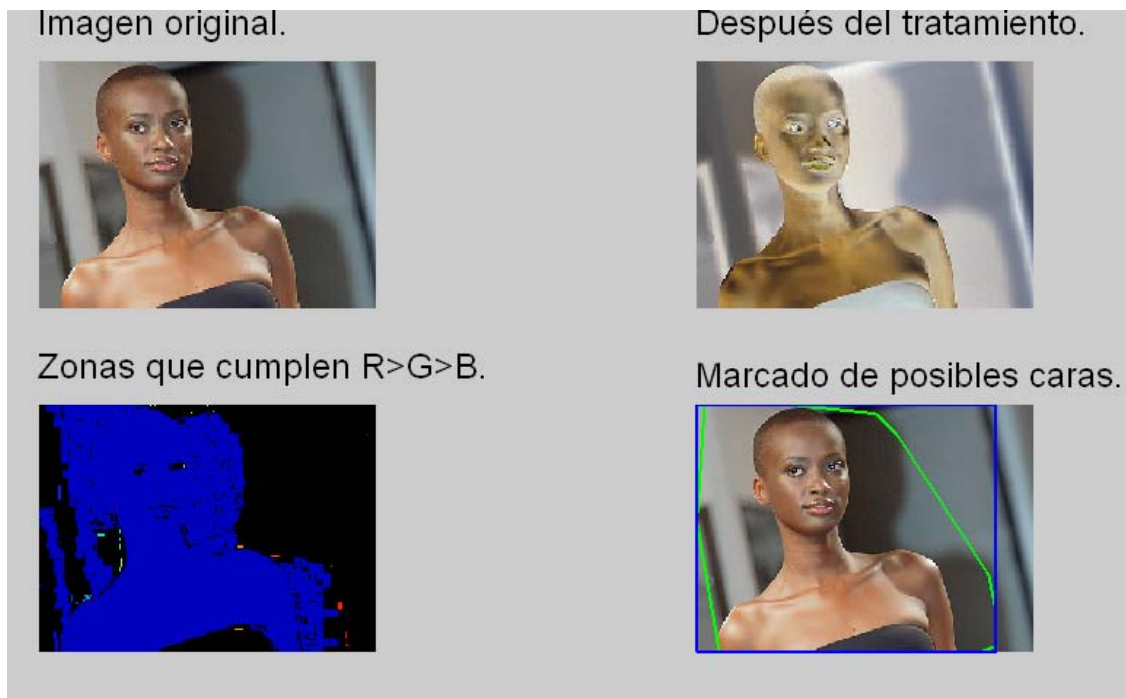 Imagen original.
Después del tratamiento.
Zonas que cumplen R>G>B.
Marcado de posibles caras.